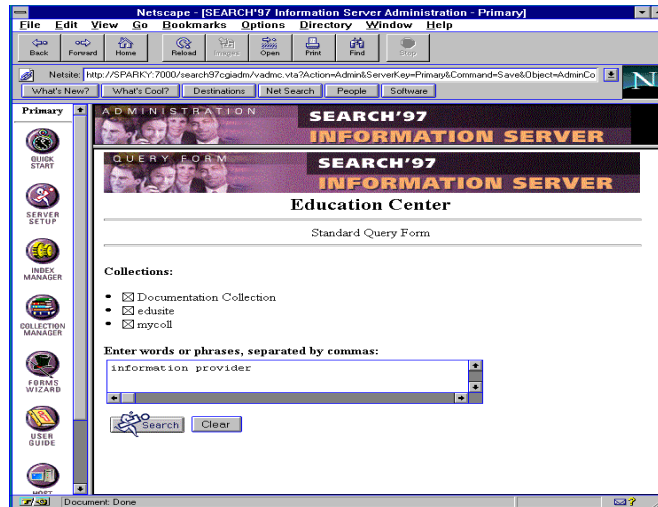 Netscape - [SEARCH'97 Information Server Administration - Primary]
File Edit View Go Bookmarks Options Directory Window Help
Back Forward Home Reload Images Open Print Find Stop
Netsite: http://SPARKY:7000/search97cgiadm/vadmc.vta?Action=Admin&ServerKey=Primary&Command=Save&Object=AdminCo
N
What's New? What's Cool? Destinations Net Search People Software
Primary
QUICK
START
SERVER
SETUP
INDEX
MANAGER
COLLECTION
MANAGER
FORMS
WIZARD
USER
GUIDE
HOST
ADMINISTRATION
SEARCH'97
INFORMATION SERVER
QUERY FORM
SEARCH'97
INFORMATION SERVER
Education Center
Standard Query Form
Collections:
Documentation Collection
edusite
mycoll
Enter words or phrases, separated by commas:
information provider
Search Clear
Document: Done